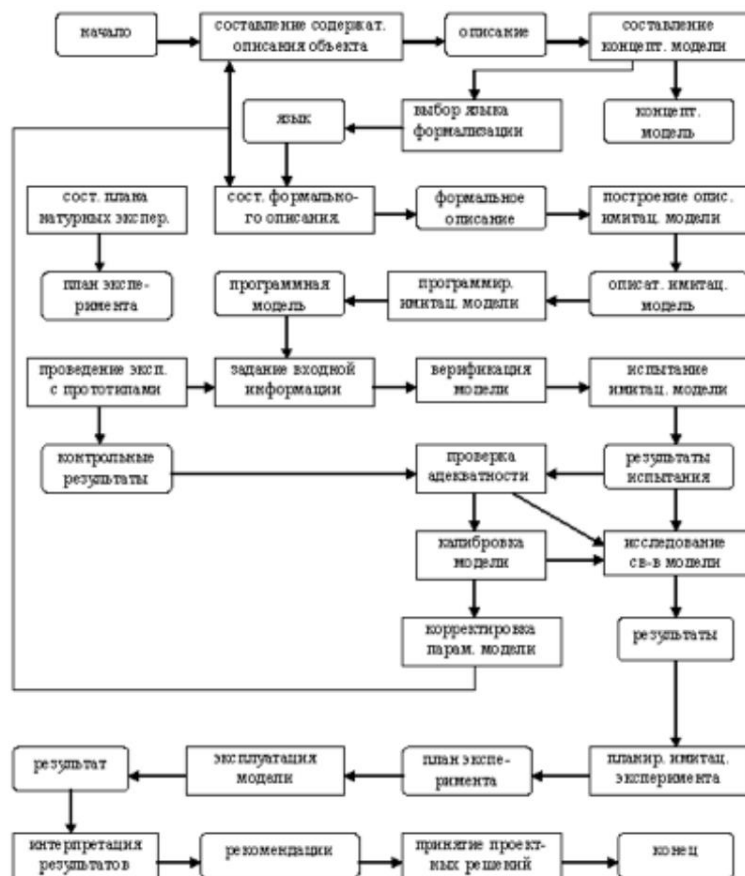 начало
составление содержат.
описания объекта
описание
составление
концепт. модели
язык
выбор языка
формализации
концепт.
модель
сост. плана
натурных экспер.
сост. формально-
го описания
формальное
описание
построение опис.
имитац. модели
план экспе-
римента
программная
модель
программир.
имитац. модели
описат. имитац.
модель
проведение эксп.
с прототипами
задание входной
информации
верификация
модели
испытание
имитац. модели
контрольные
результаты
проверка
адекватности
результаты
испытания
калибровка
модели
исследование
св-в модели
корректировка
парам. модели
результаты
результат
эксплуатация
модели
план экспе-
римента
планир. имитац.
эксперимента
интерпретация
результатов
рекомендации
принятие проект-
ных решений
конец